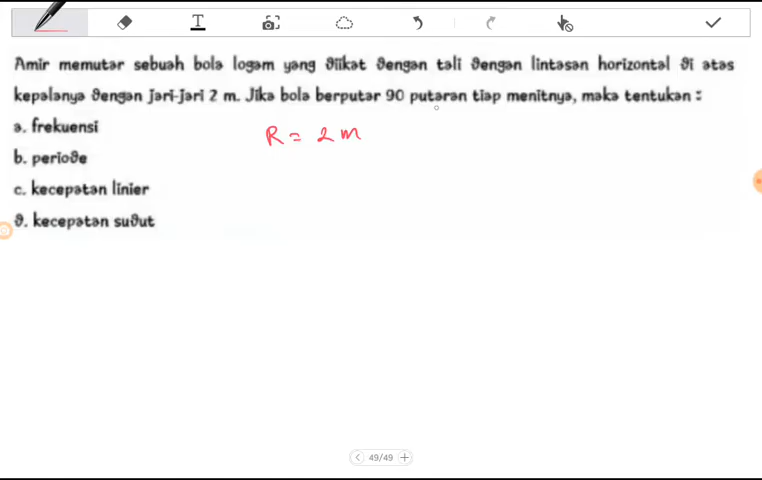 T
Amir memutar sebuah bola logam yang diikat dengan tali dengan lintasan horizontal di atas
kepalanya dengan jari-jari 2 m. Jika bola berputar 90 putaran tiap menitnya, maka tentukan :
a. frekuensi
R = 2 m
b. periode
c. kecepatan linier
d. kecepatan sudut
49/49